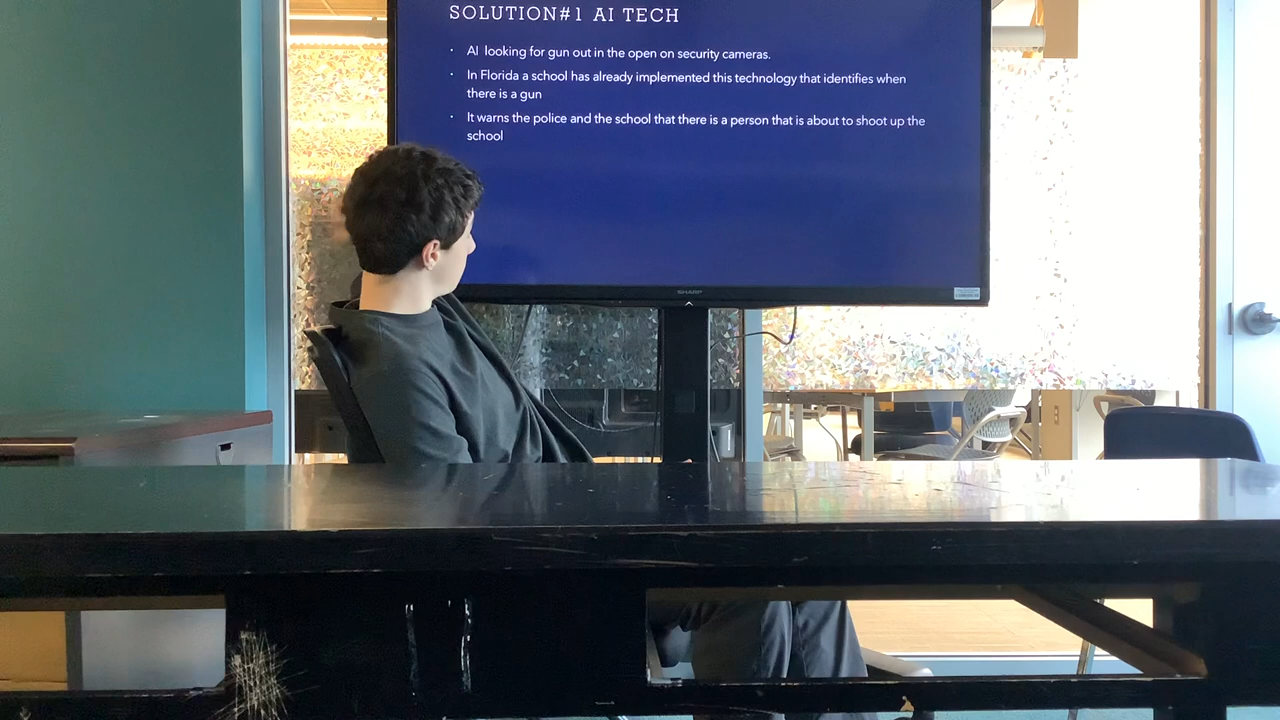 SOLUTION#1 AI TECH
· AI looking for gun out in the open on security cameras.
· In Florida a school has already implemented this technology that identifies when
there is a gun
· It warns the police and the school that there is a person that is about to shoot up the
school
SHARP